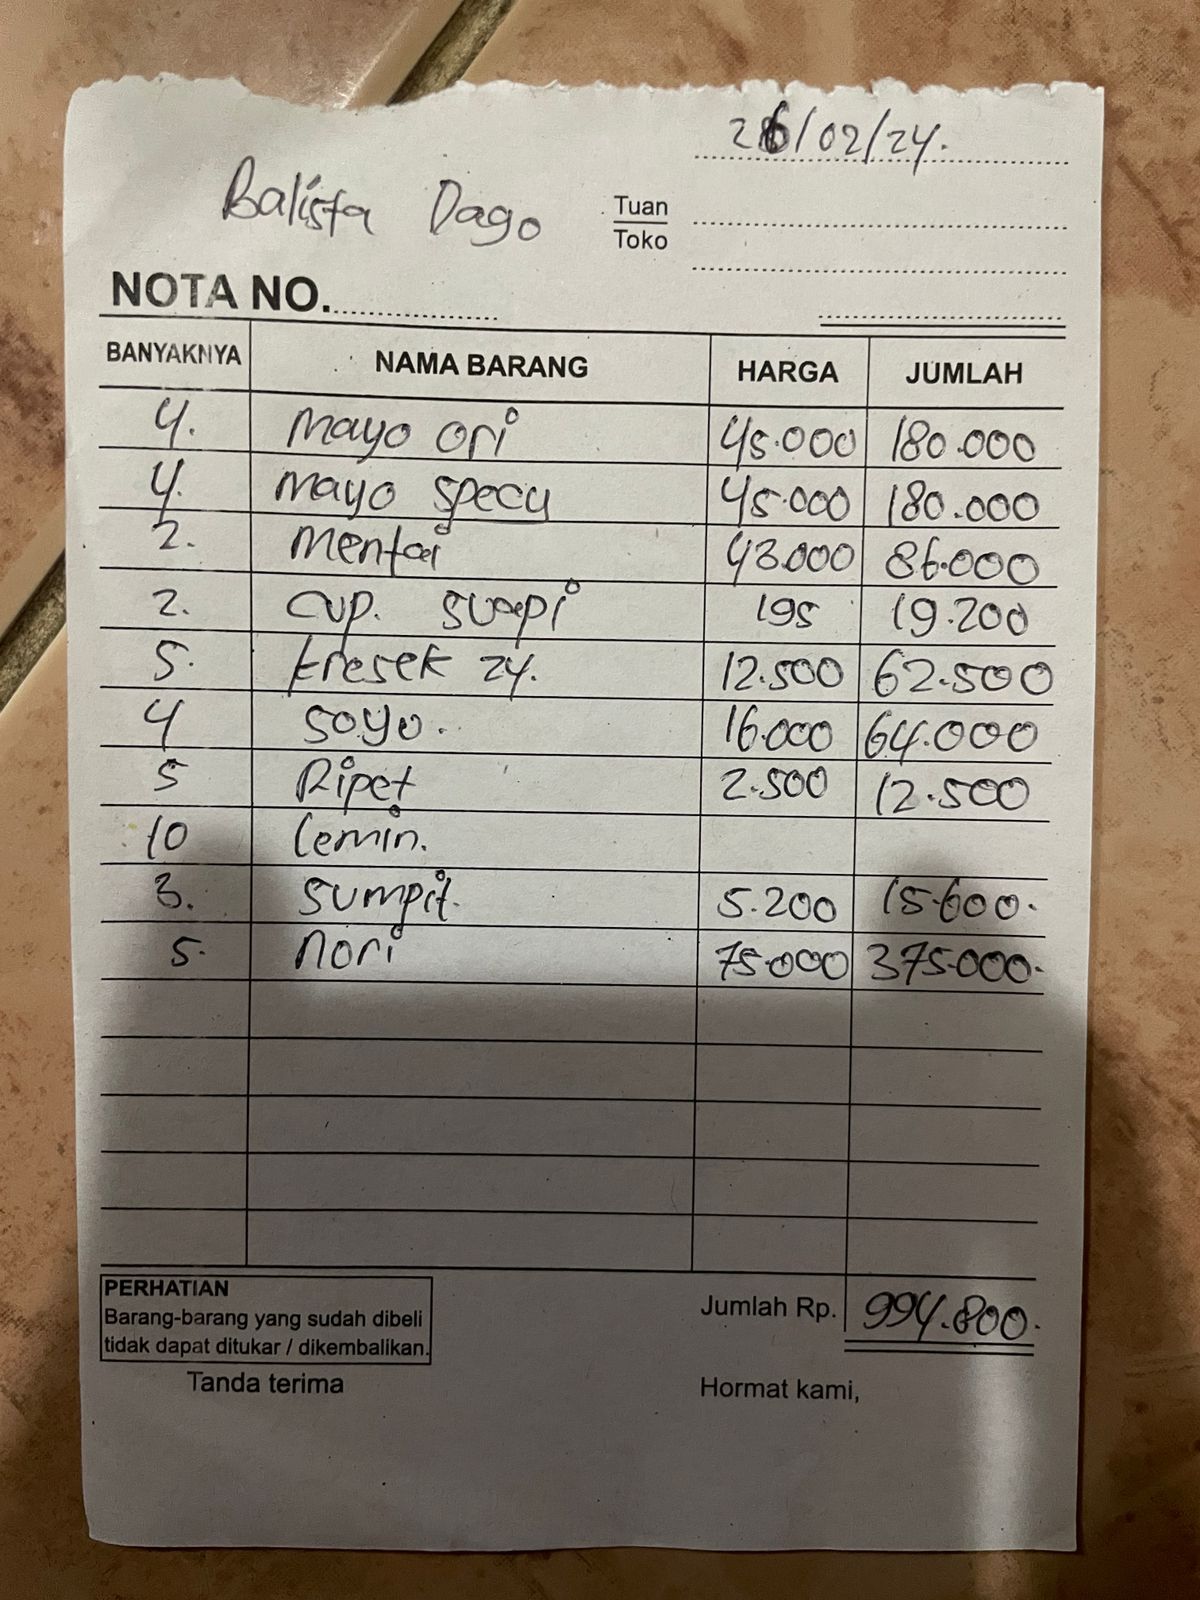 26/02/24.
Balista Dago
Tuan
Toko
NOTA NO.
BANYAKNYA NAMA BARANG HARGA JUMLAH
4. mayo ori 45.000 180.000
4. mayo specy 45.000 180.000
2. mentai 43.000 86.000
2. cup. suapi 195 19.200
5. kresek 24. 12.500 62.500
4 soyo. 16.000 64.000
5 Ripet 2.500 12.500
10 lemin.
3. sumpit. 5.200 15.600.
5. nori 75.000 375.000.
PERHATIAN
Barang-barang yang sudah dibeli
tidak dapat ditukar / dikembalikan.
Jumlah Rp. 994.800.
Tanda terima
Hormat kami,